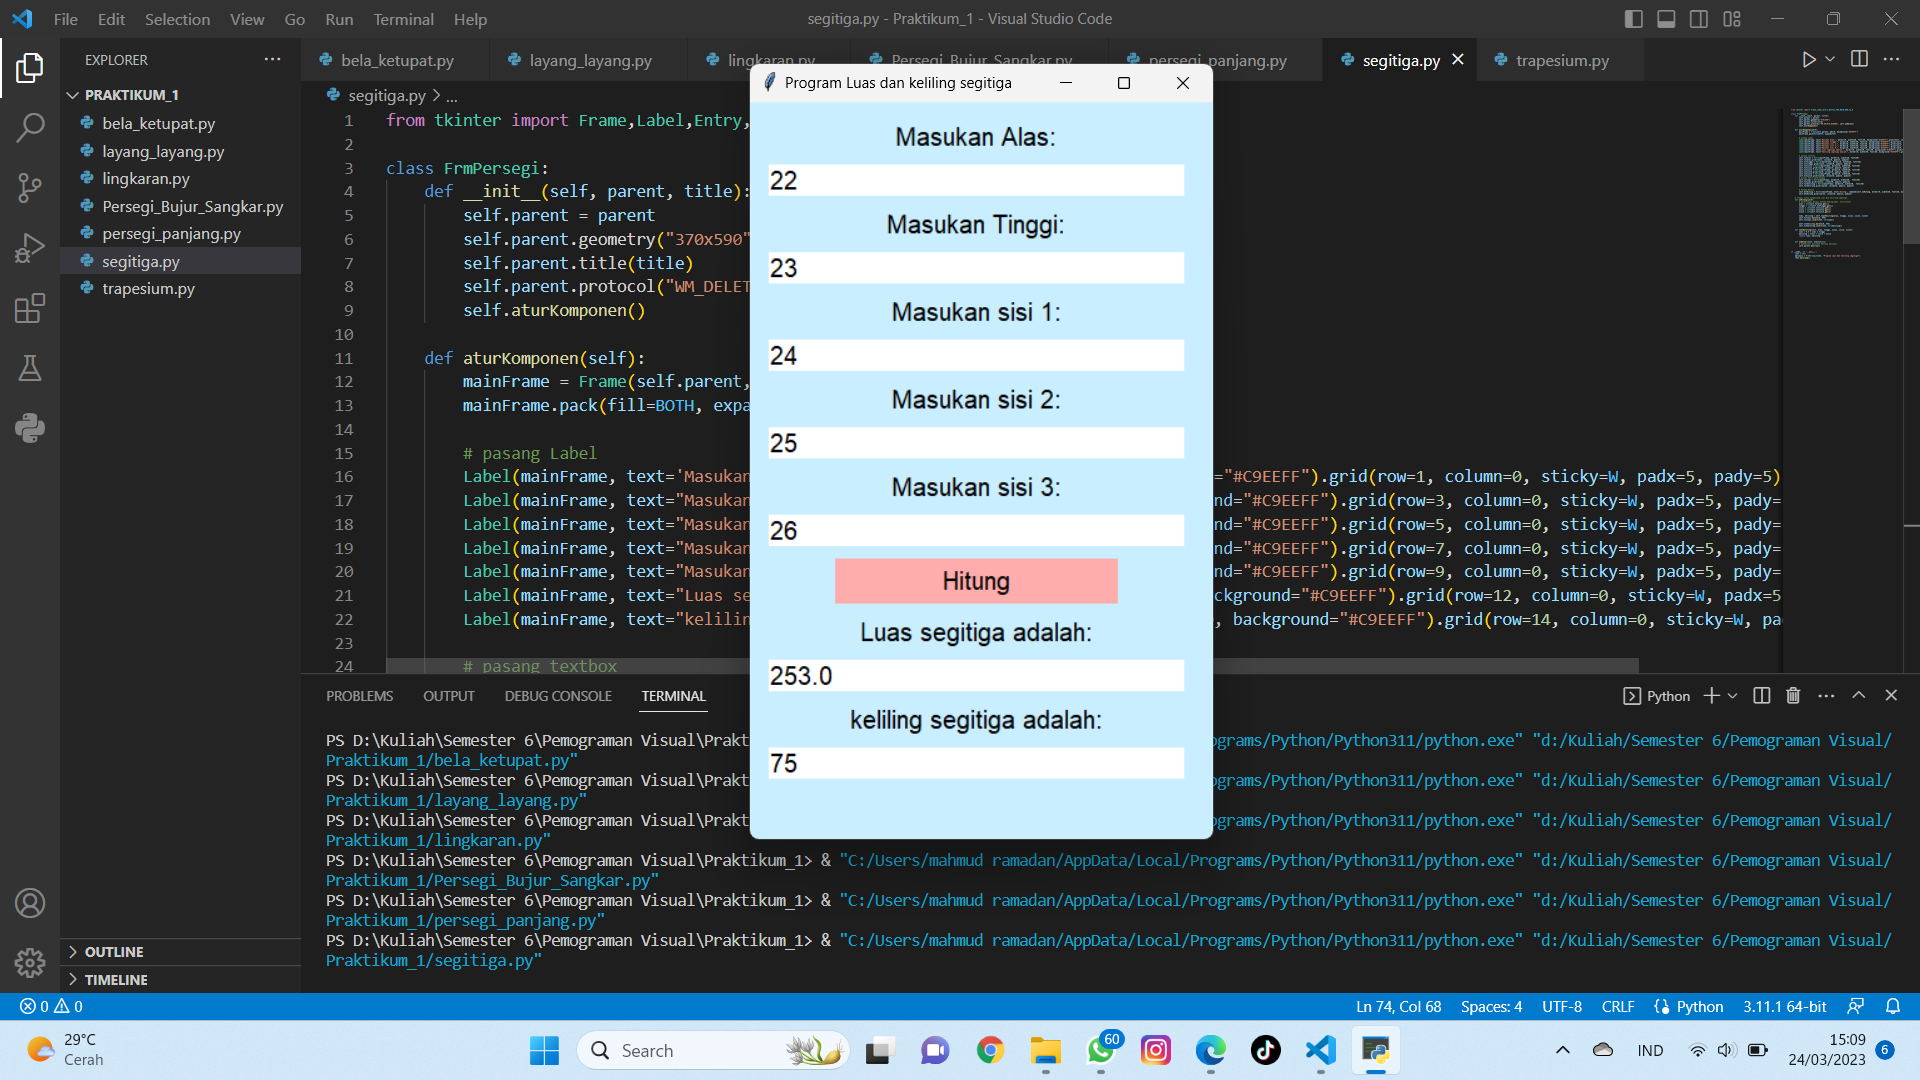 File Edit Selection View Go Run Terminal Help
segitiga.py - Praktikum_1 - Visual Studio Code
EXPLORER
PRAKTIKUM_1
bela_ketupat.py
layang_layang.py
lingkaran.py
Persegi_Bujur_Sangkar.py
persegi_panjang.py
segitiga.py
trapesium.py
OUTLINE
TIMELINE
bela_ketupat.py layang_layang.py lingkaran.py Persegi_Bujur_Sangkar.py persegi_panjang.py segitiga.py trapesium.py
segitiga.py > ...
1 from tkinter import Frame,Label,Entry,
2
3 class FrmPersegi:
4 def __init__(self, parent, title):
5 self.parent = parent
6 self.parent.geometry("370x590"
7 self.parent.title(title)
8 self.parent.protocol("WM_DELET
9 self.aturKomponen()
10
11 def aturKomponen(self):
12 mainFrame = Frame(self.parent,
13 mainFrame.pack(fill=BOTH, expa
14
15 # pasang Label
16 Label(mainFrame, text='Masukan ="#C9EEFF").grid(row=1, column=0, sticky=W, padx=5, pady=5)
17 Label(mainFrame, text="Masukan nd="#C9EEFF").grid(row=3, column=0, sticky=W, padx=5, pady=
18 Label(mainFrame, text="Masukan nd="#C9EEFF").grid(row=5, column=0, sticky=W, padx=5, pady=
19 Label(mainFrame, text="Masukan nd="#C9EEFF").grid(row=7, column=0, sticky=W, padx=5, pady=
20 Label(mainFrame, text="Masukan nd="#C9EEFF").grid(row=9, column=0, sticky=W, padx=5, pady=
21 Label(mainFrame, text="Luas se ckground="#C9EEFF").grid(row=12, column=0, sticky=W, padx=5
22 Label(mainFrame, text="kelilin , background="#C9EEFF").grid(row=14, column=0, sticky=W, pa
23
24 # pasang textbox
Program Luas dan keliling segitiga
Masukan Alas:
22
Masukan Tinggi:
23
Masukan sisi 1:
24
Masukan sisi 2:
25
Masukan sisi 3:
26
Hitung
Luas segitiga adalah:
253.0
keliling segitiga adalah:
75
PROBLEMS OUTPUT DEBUG CONSOLE TERMINAL
Python
PS D:\Kuliah\Semester 6\Pemograman Visual\Prakt ograms/Python/Python311/python.exe" "d:/Kuliah/Semester 6/Pemograman Visual/
Praktikum_1/bela_ketupat.py"
PS D:\Kuliah\Semester 6\Pemograman Visual\Prakt ograms/Python/Python311/python.exe" "d:/Kuliah/Semester 6/Pemograman Visual/
Praktikum_1/layang_layang.py"
PS D:\Kuliah\Semester 6\Pemograman Visual\Prakt ograms/Python/Python311/python.exe" "d:/Kuliah/Semester 6/Pemograman Visual/
Praktikum_1/lingkaran.py"
PS D:\Kuliah\Semester 6\Pemograman Visual\Praktikum_1> & "C:/Users/mahmud ramadan/AppData/Local/Programs/Python/Python311/python.exe" "d:/Kuliah/Semester 6/Pemograman Visual/
Praktikum_1/Persegi_Bujur_Sangkar.py"
PS D:\Kuliah\Semester 6\Pemograman Visual\Praktikum_1> & "C:/Users/mahmud ramadan/AppData/Local/Programs/Python/Python311/python.exe" "d:/Kuliah/Semester 6/Pemograman Visual/
Praktikum_1/persegi_panjang.py"
PS D:\Kuliah\Semester 6\Pemograman Visual\Praktikum_1> & "C:/Users/mahmud ramadan/AppData/Local/Programs/Python/Python311/python.exe" "d:/Kuliah/Semester 6/Pemograman Visual/
Praktikum_1/segitiga.py"
0 0 Ln 74, Col 68 Spaces: 4 UTF-8 CRLF Python 3.11.1 64-bit
29°C
Cerah
Search
60
IND
15:09
24/03/2023
6